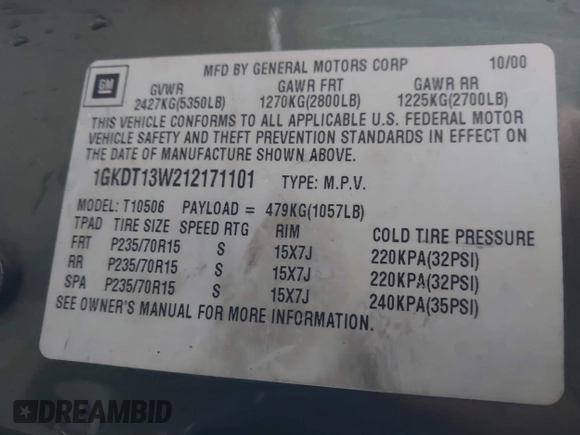 MFD BY GENERAL MOTORS CORP 10/00
GM
GVWR GAWR FRT GAWR RR
2427KG(5350LB) 1270KG(2800LB) 1225KG(2700LB)
THIS VEHICLE CONFORMS TO ALL APPLICABLE U.S. FEDERAL MOTOR
VEHICLE SAFETY AND THEFT PREVENTION STANDARDS IN EFFECT ON
THE DATE OF MANUFACTURE SHOWN ABOVE.
1GKDT13W212171101 TYPE: M.P.V.
MODEL: T10506 PAYLOAD = 479KG(1057LB)
TPAD TIRE SIZE SPEED RTG RIM COLD TIRE PRESSURE
FRT P235/70R15 S 15X7J 220KPA(32PSI)
RR P235/70R15 S 15X7J 220KPA(32PSI)
SPA P235/70R15 S 15X7J 240KPA(35PSI)
SEE OWNER'S MANUAL FOR MORE INFORMATION.
DREAMBID